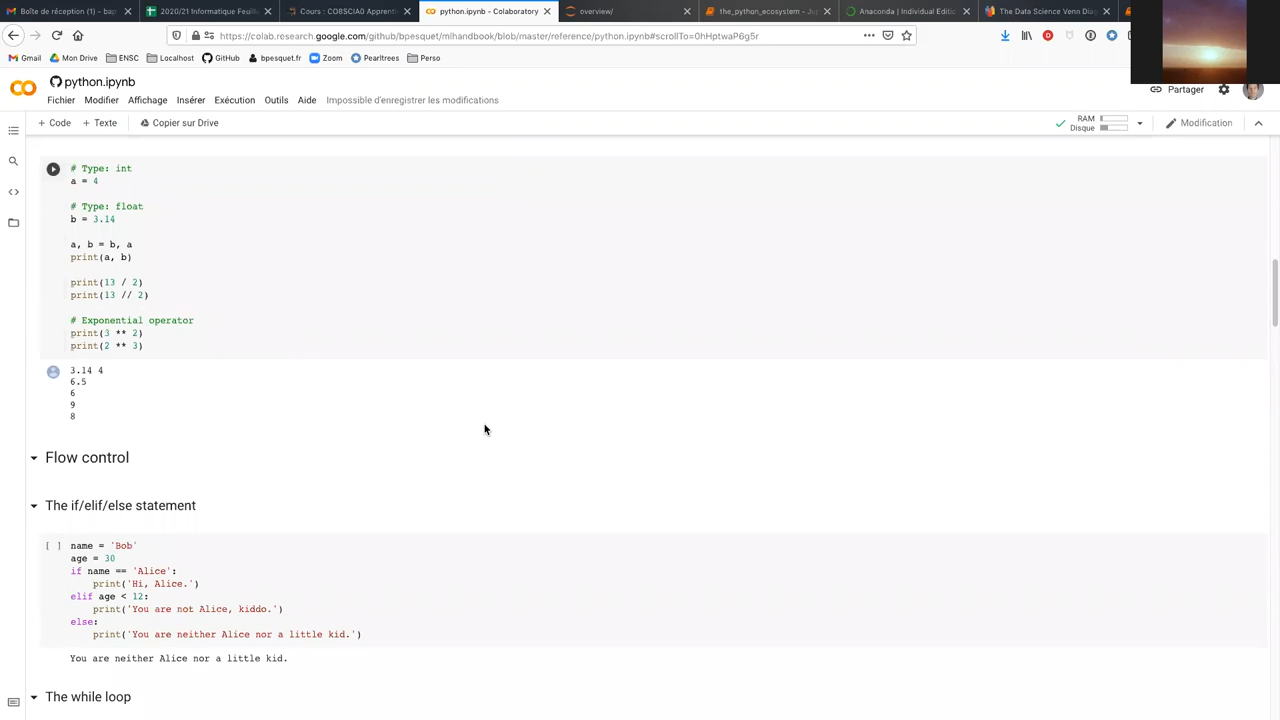 Boîte de réception (1) - bap
2020/21 Informatique Feuill
Cours : CO8SCIA0 Apprenti
python.ipynb - Colaboratory
overview/
the_python_ecosystem - Jup
Anaconda | Individual Editio
The Data Science Venn Diag
https://colab.research.google.com/github/bpesquet/mlhandbook/blob/master/reference/python.ipynb#scrollTo=0hHptwaP6g5r
Gmail
Mon Drive
ENSC
Localhost
GitHub
bpesquet.fr
Zoom
Pearltrees
Perso
python.ipynb
Partager
Fichier Modifier Affichage Insérer Exécution Outils Aide Impossible d'enregistrer les modifications
+ Code + Texte Copier sur Drive
RAM
Disque
Modification
# Type: int
a = 4
# Type: float
b = 3.14
a, b = b, a
print(a, b)
print(13 / 2)
print(13 // 2)
# Exponential operator
print(3 ** 2)
print(2 ** 3)
3.14 4
6.5
6
9
8
Flow control
The if/elif/else statement
[ ] name = 'Bob'
age = 30
if name == 'Alice':
print('Hi, Alice.')
elif age < 12:
print('You are not Alice, kiddo.')
else:
print('You are neither Alice nor a little kid.')
You are neither Alice nor a little kid.
The while loop